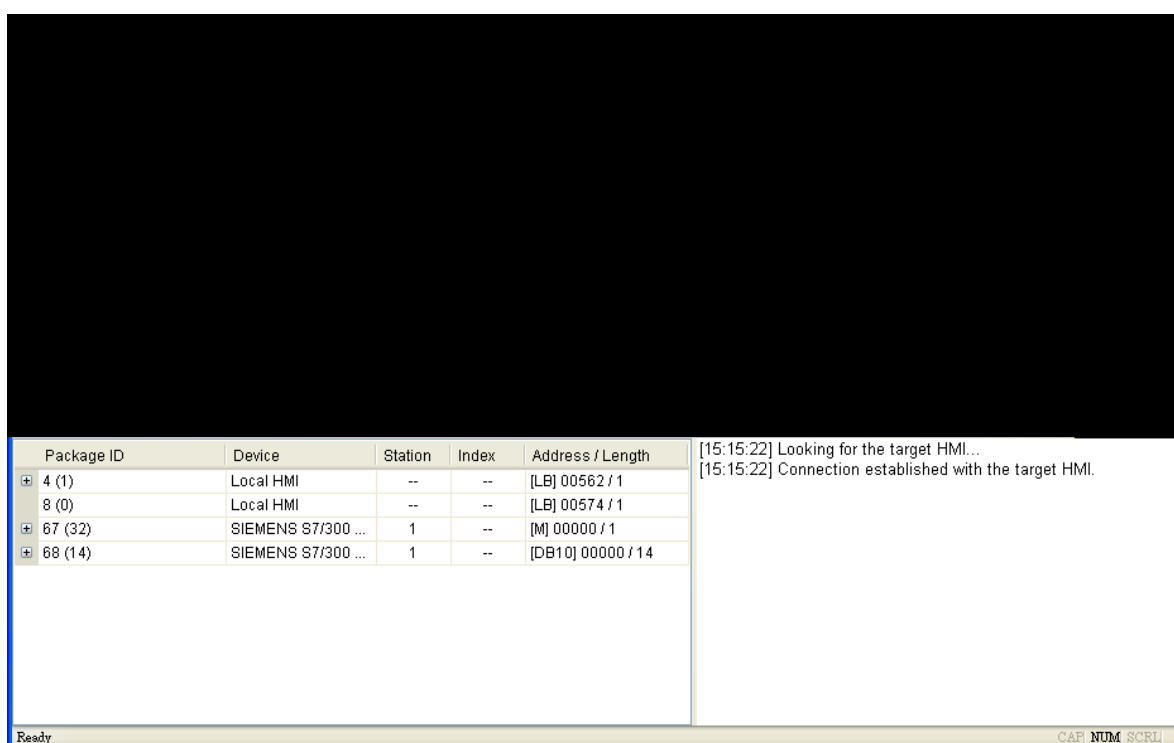 Package ID Device Station Index Address / Length
4 (1) Local HMI -- -- [LB] 00562 / 1
8 (0) Local HMI -- -- [LB] 00574 / 1
67 (32) SIEMENS S7/300 ... 1 -- [M] 00000 / 1
68 (14) SIEMENS S7/300 ... 1 -- [DB10] 00000 / 14
[15:15:22] Looking for the target HMI...
[15:15:22] Connection established with the target HMI.
Ready CAP NUM SCRL